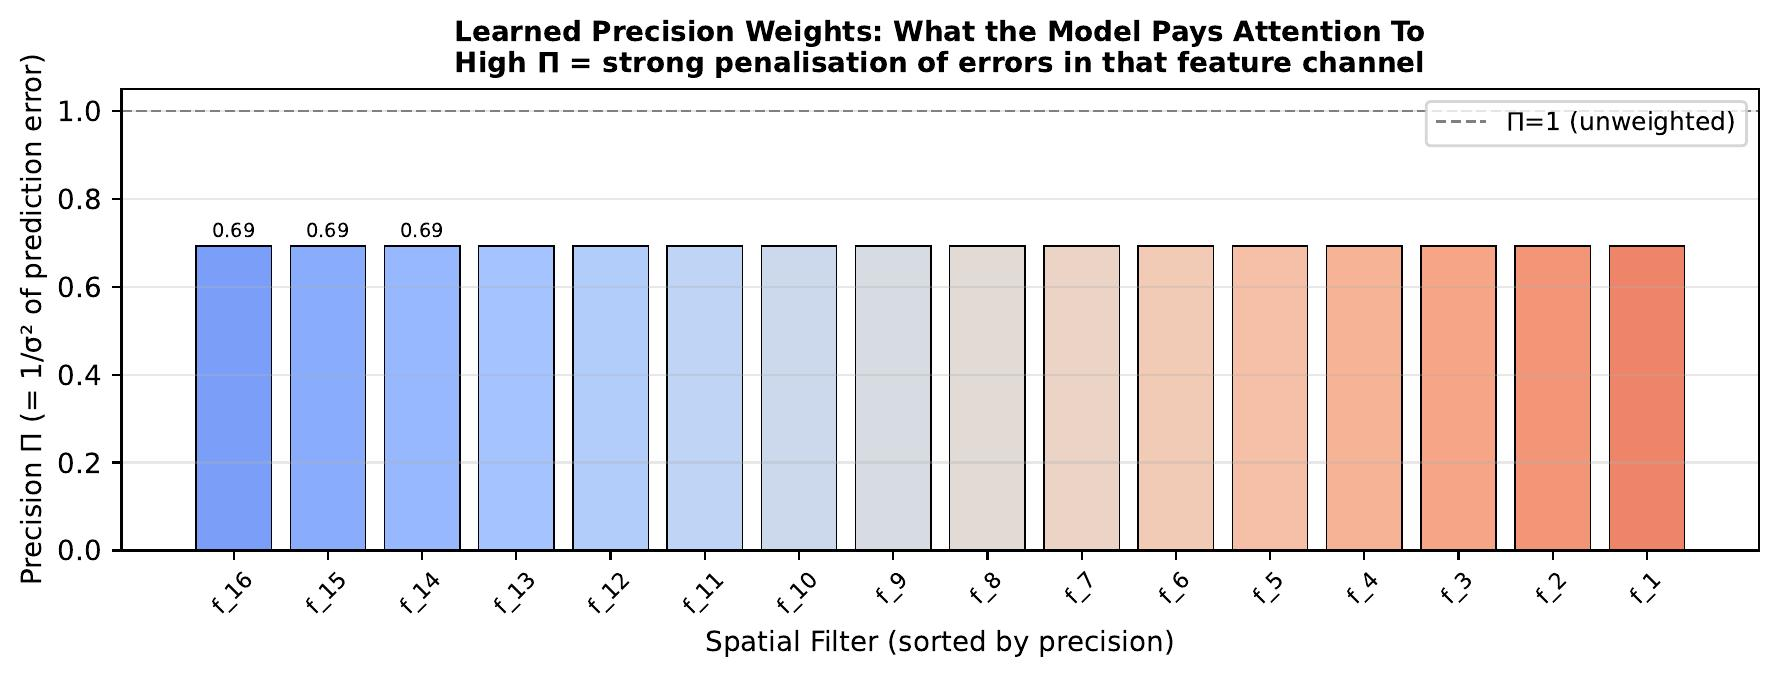 Learned Precision Weights: What the Model Pays Attention To
High Π = strong penalisation of errors in that feature channel
Precision Π (= 1/σ² of prediction error)
1.0
0.8
0.6
0.4
0.2
0.0
Π=1 (unweighted)
0.69 0.69 0.69
f_16 f_15 f_14 f_13 f_12 f_11 f_10 f_9 f_8 f_7 f_6 f_5 f_4 f_3 f_2 f_1
Spatial Filter (sorted by precision)